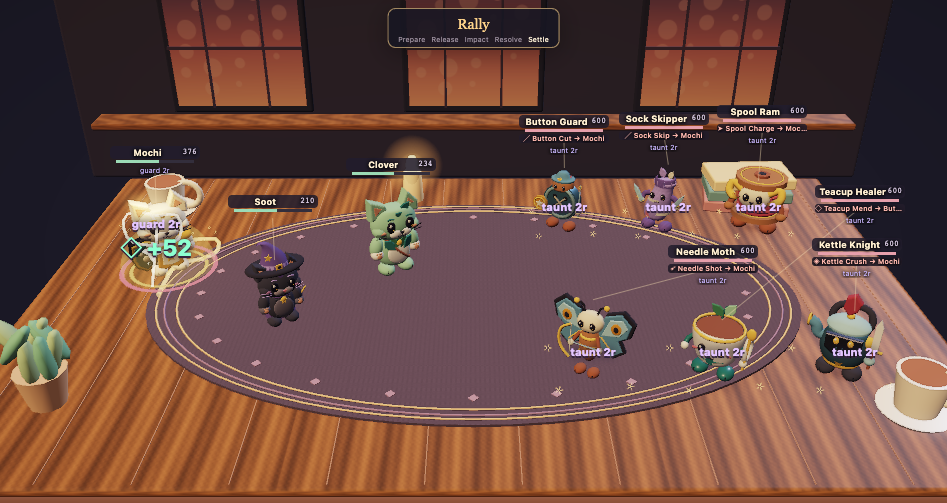 Rally
Prepare Release Impact Resolve Settle
Mochi 376
guard 2r
guard 2r
+52
Soot 210
Clover 234
Button Guard 600
Button Cut → Mochi
taunt 2r
taunt 2r
Sock Skipper 600
Sock Skip → Mochi
taunt 2r
taunt 2r
Spool Ram 600
Spool Charge → Moc...
taunt 2r
taunt 2r
Teacup Healer 600
Teacup Mend → But...
taunt 2r
Needle Moth 600
Needle Shot → Mochi
taunt 2r
taunt 2r
Kettle Knight 600
Kettle Crush → Mochi
taunt 2r
taunt 2r
taunt 2r